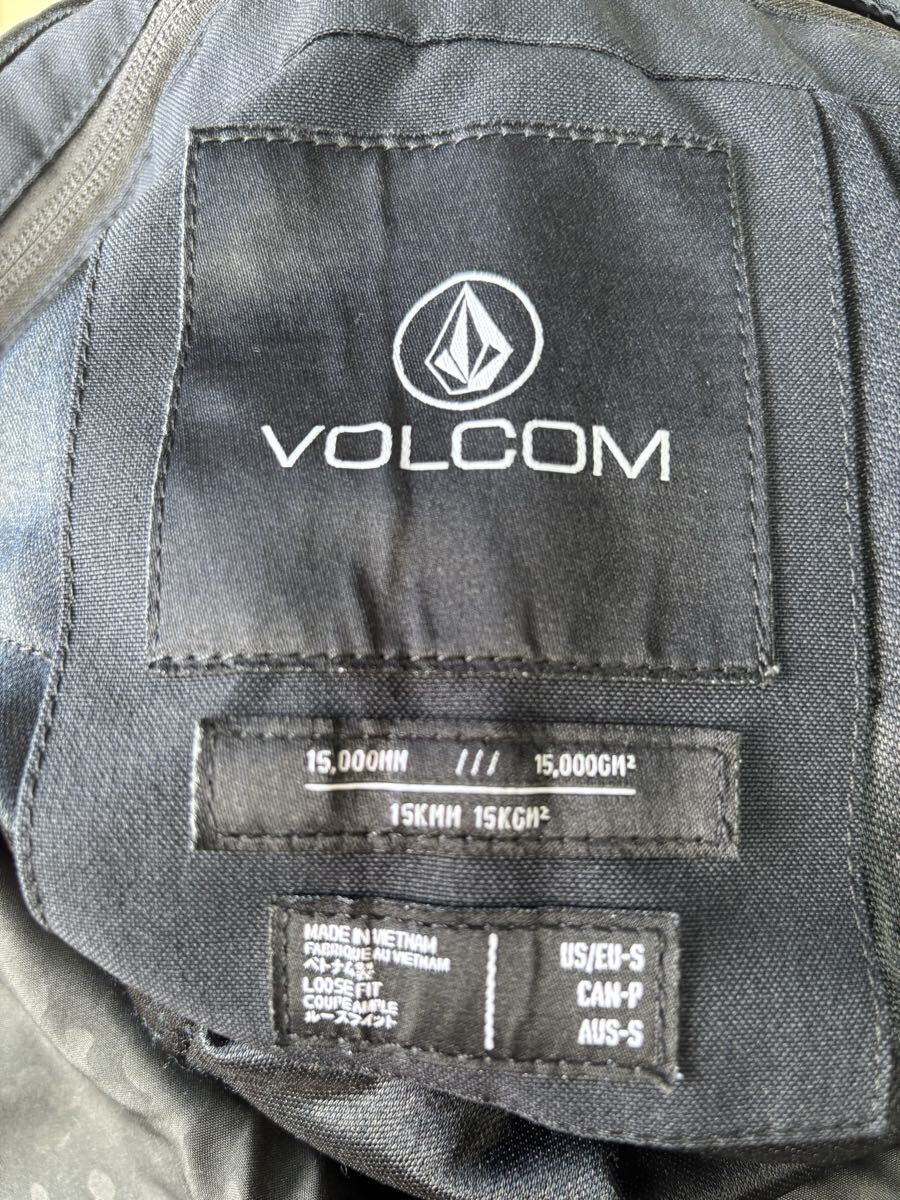 VOLCOM
15,000MM /// 15,000GM²
15KMM 15KGM²
MADE IN VIETNAM
FABRIQUE AU VIETNAM
ベトナム製
LOOSE FIT
COUPE AMPLE
ルーズフィット
US/EU-S
CAN-P
AUS-S